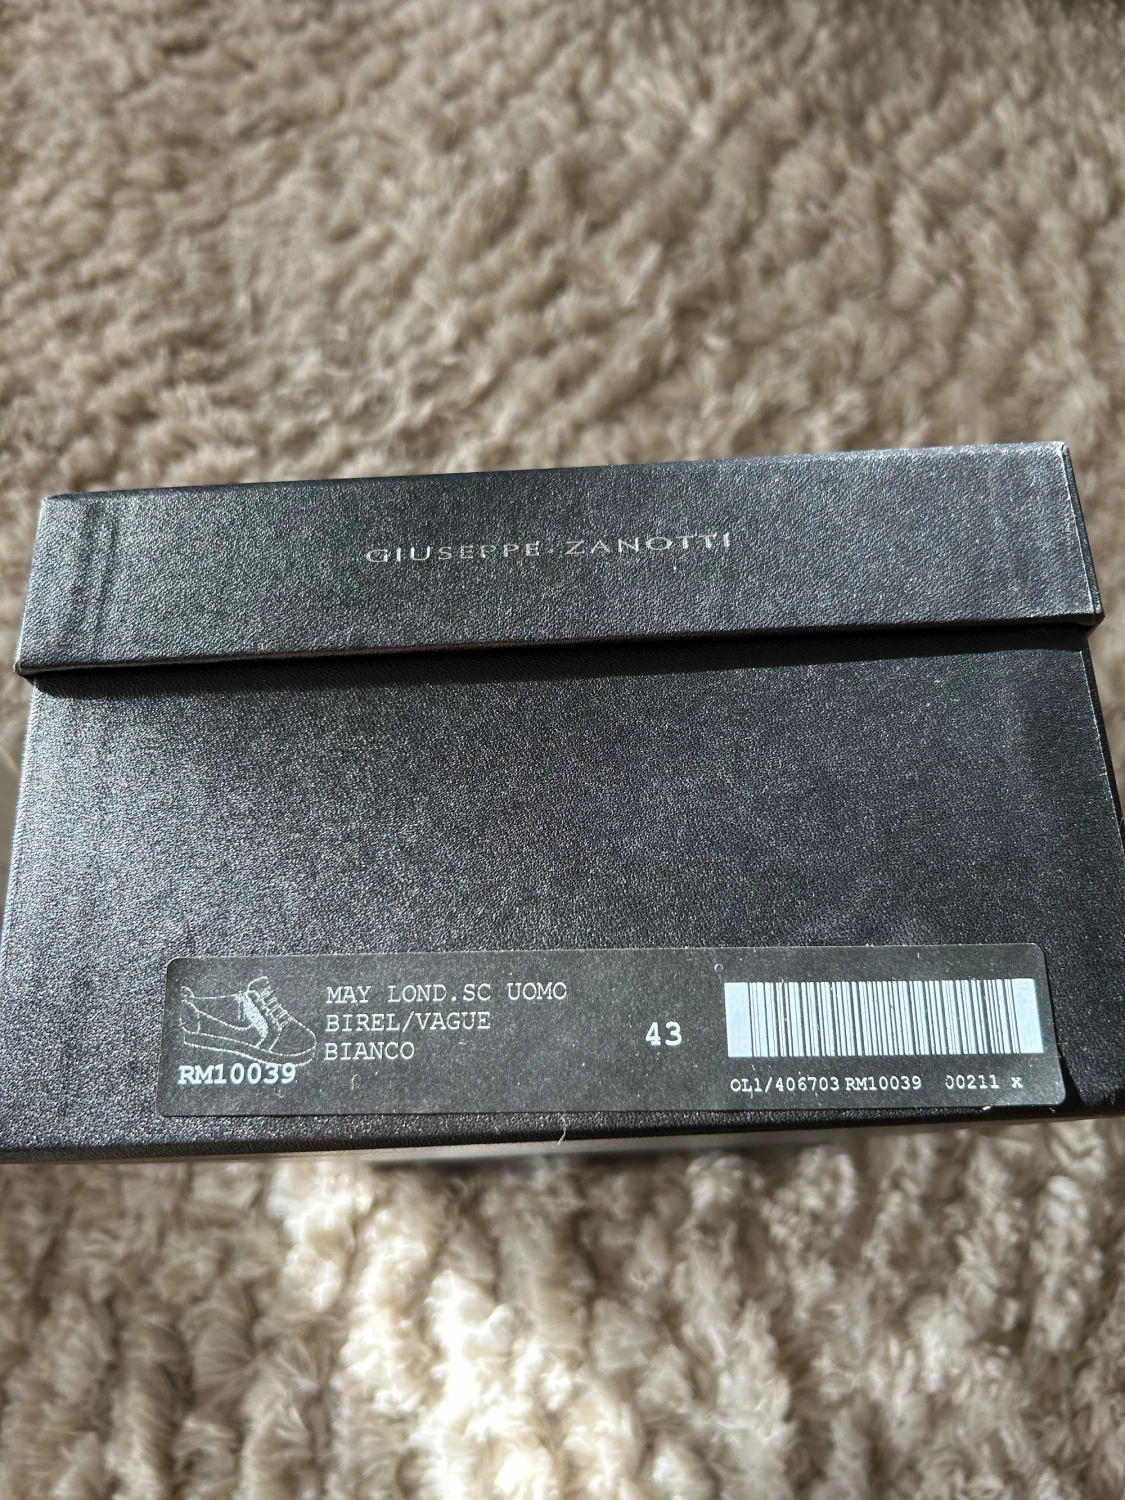 GIUSEPPE ZANOTTI
MAY LOND.SC UOMO
BIREL/VAGUE
BIANCO
RM10039
43
OL1/406703 RM10039 00211 X